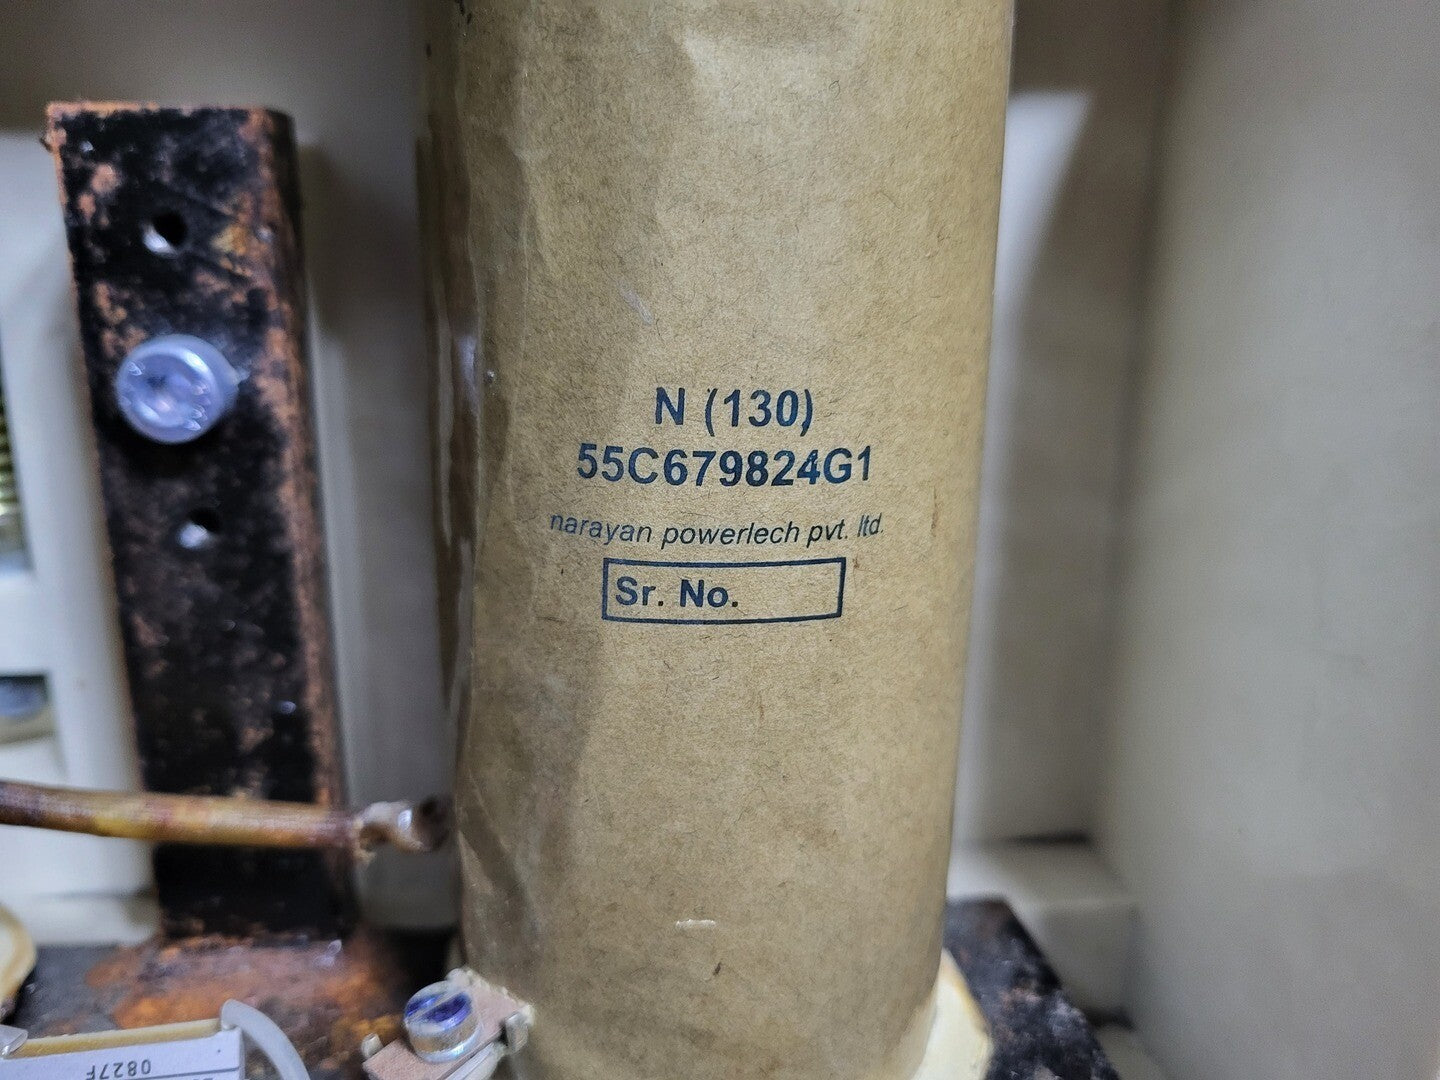 N (130)
55C679824G1
narayan powerlech pvt. ltd.
Sr. No.
0827F